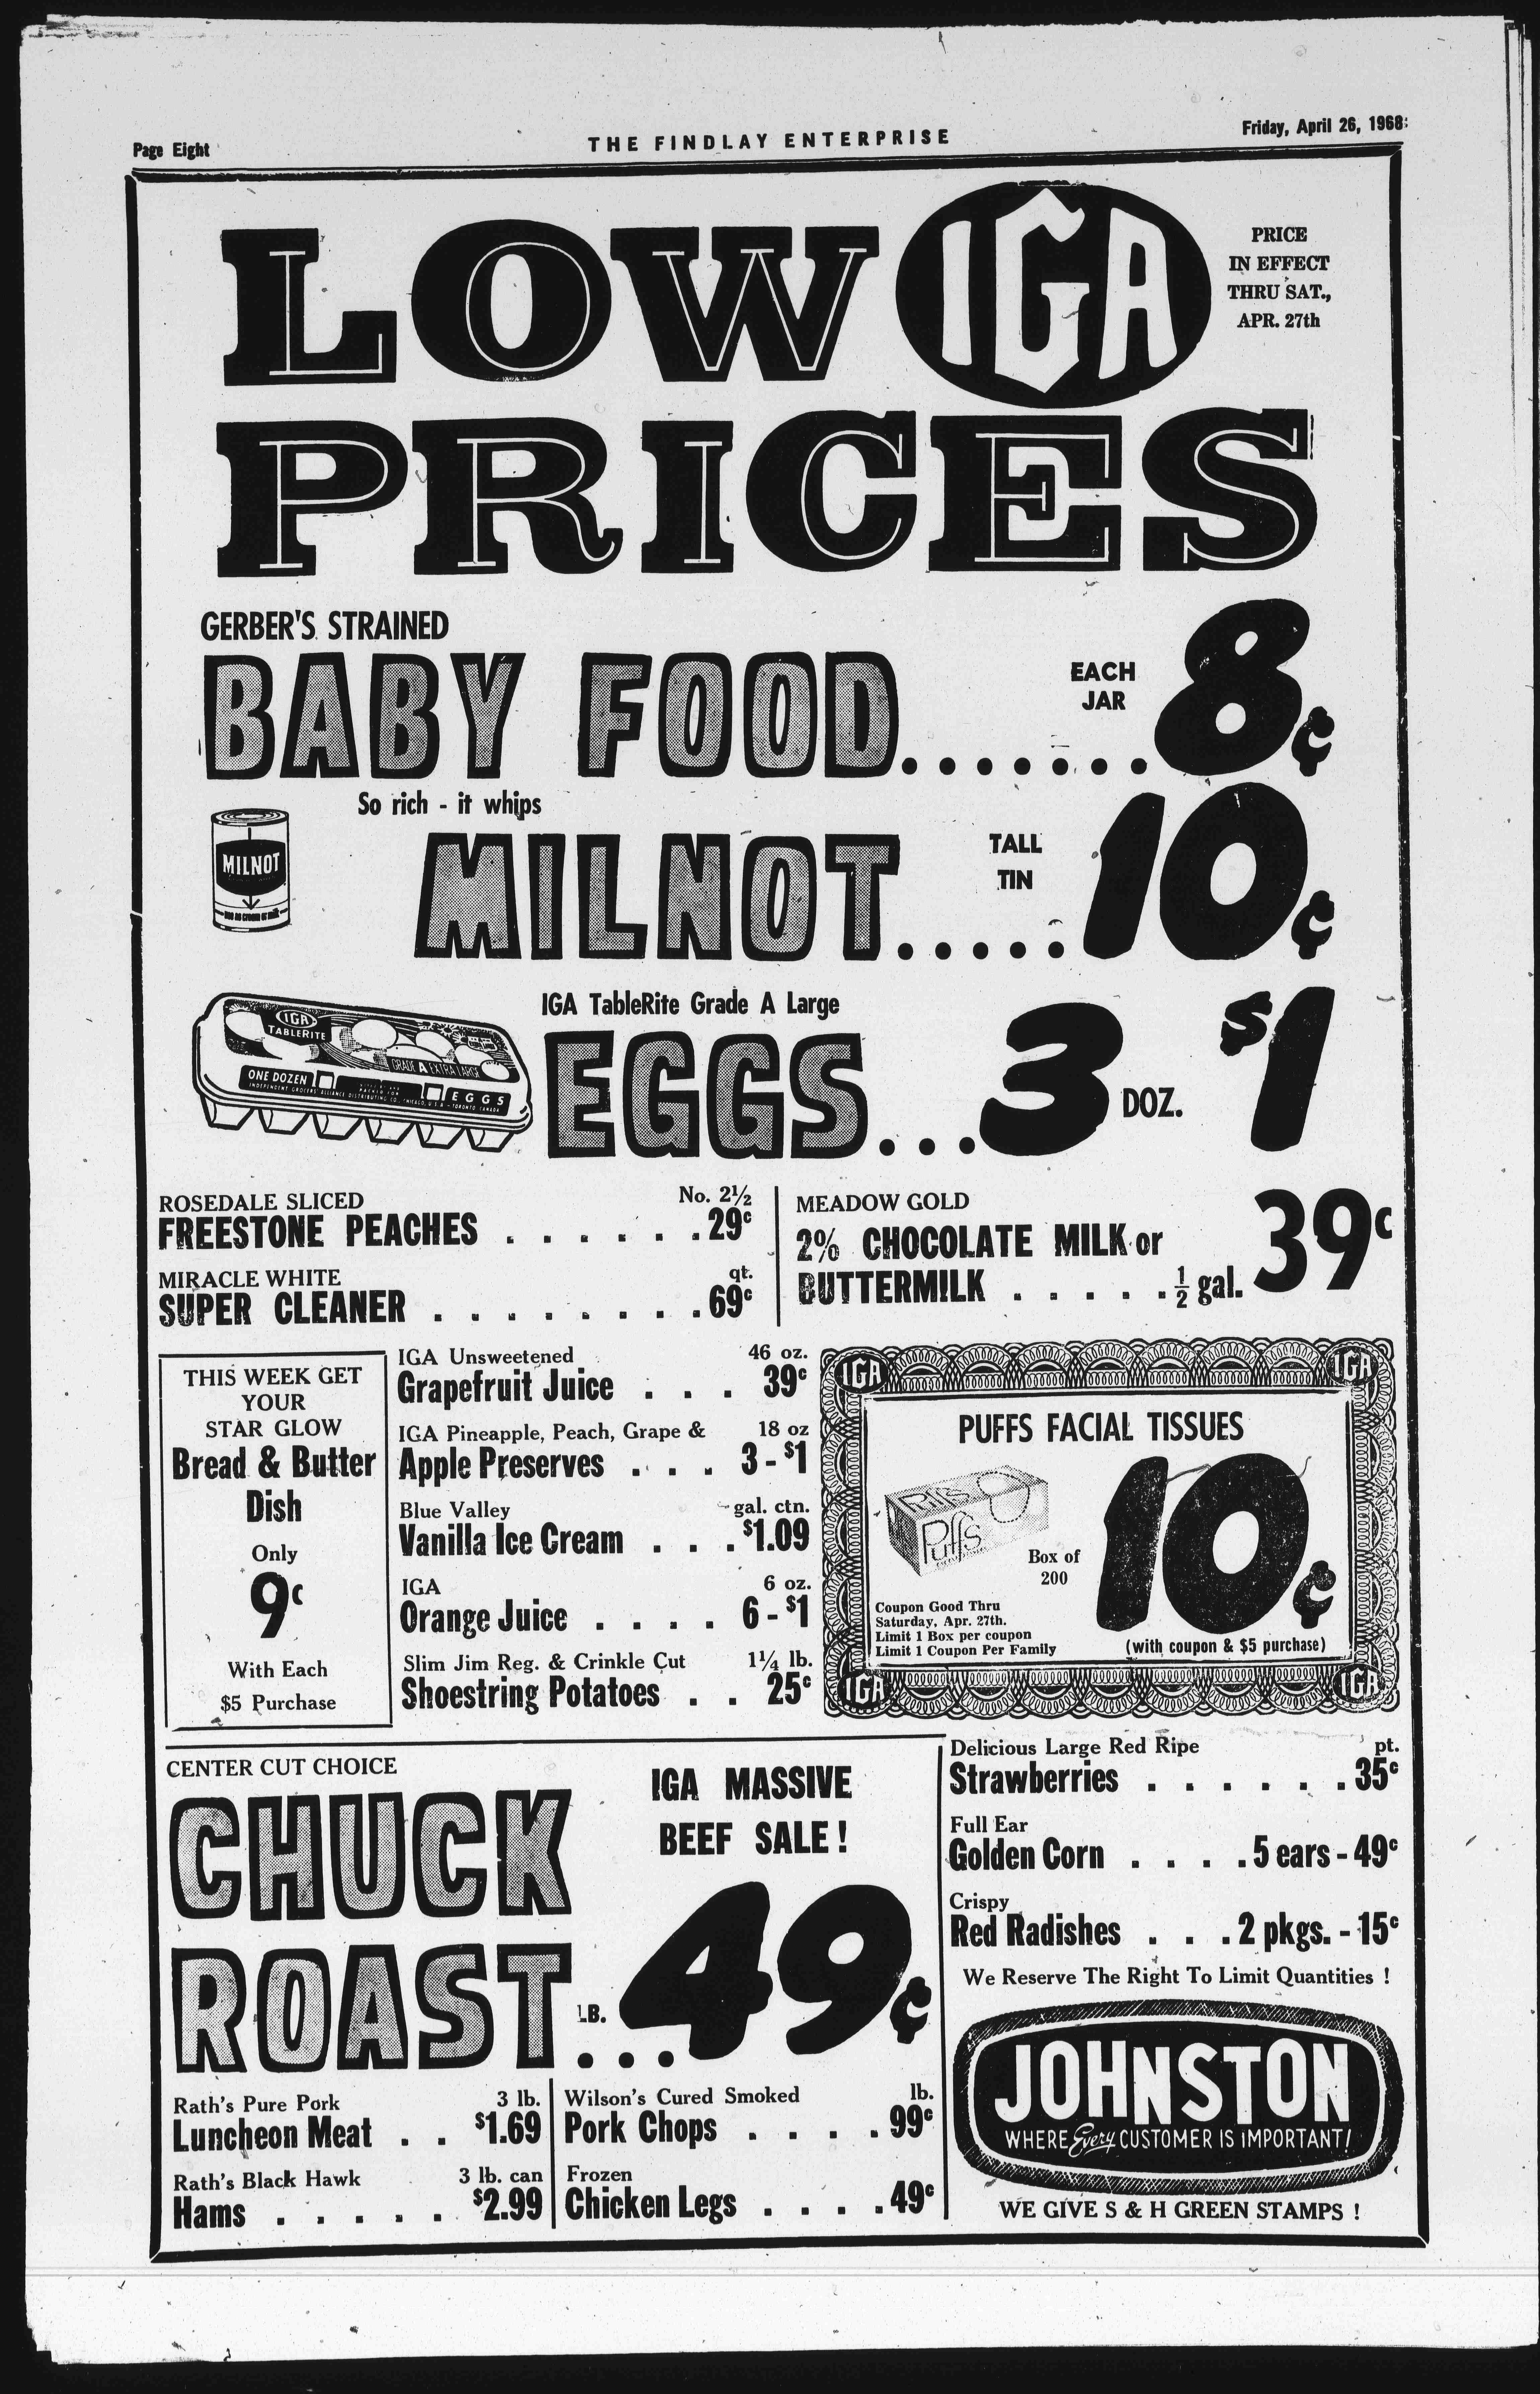 Page Eight
THE FINDLAY ENTERPRISE
Friday, April 26, 1968
LOW IGA
PRICE
IN EFFECT
THRU SAT.,
APR. 27th
PRICES
GERBER'S STRAINED
BABY FOOD.......
EACH
JAR
8¢
So rich - it whips
MILNOT
MILNOT.....
TALL
TIN
10¢
IGA
TABLERITE
GRADE A EXTRA LARGE
ONE DOZEN
EGGS
IGA TableRite Grade A Large
EGGS...3 DOZ. $1
ROSEDALE SLICED No. 2½
FREESTONE PEACHES . . . . . . . 29c
MIRACLE WHITE qt.
SUPER CLEANER . . . . . . . . 69c
MEADOW GOLD
2% CHOCOLATE MILK or
BUTTERMILK . . . . . . ½ gal. 39c
THIS WEEK GET
YOUR
STAR GLOW
Bread & Butter
Dish
Only
9c
With Each
$5 Purchase
IGA Unsweetened 46 oz.
Grapefruit Juice . . . 39c
IGA Pineapple, Peach, Grape & 18 oz
Apple Preserves . . . 3-$1
Blue Valley gal. ctn.
Vanilla Ice Cream . . . $1.09
IGA 6 oz.
Orange Juice . . . . 6-$1
Slim Jim Reg. & Crinkle Cut 1¼ lb.
Shoestring Potatoes . . 25c
IGA IGA
PUFFS FACIAL TISSUES
Puffs
Puffs
Box of
200
10¢
Coupon Good Thru
Saturday, Apr. 27th.
Limit 1 Box per coupon
Limit 1 Coupon Per Family
(with coupon & $5 purchase)
IGA IGA
CENTER CUT CHOICE
CHUCK
ROAST...
IGA MASSIVE
BEEF SALE!
LB. 49¢
Rath's Pure Pork 3 lb.
Luncheon Meat . . $1.69
Rath's Black Hawk 3 lb. can
Hams . . . . . $2.99
Wilson's Cured Smoked lb.
Pork Chops . . . . 99c
Frozen
Chicken Legs . . . . 49c
Delicious Large Red Ripe pt.
Strawberries . . . . . . 35c
Full Ear
Golden Corn . . . . 5 ears - 49c
Crispy
Red Radishes . . . 2 pkgs. - 15c
We Reserve The Right To Limit Quantities !
JOHNSTON
WHERE Every CUSTOMER IS IMPORTANT!
WE GIVE S & H GREEN STAMPS !